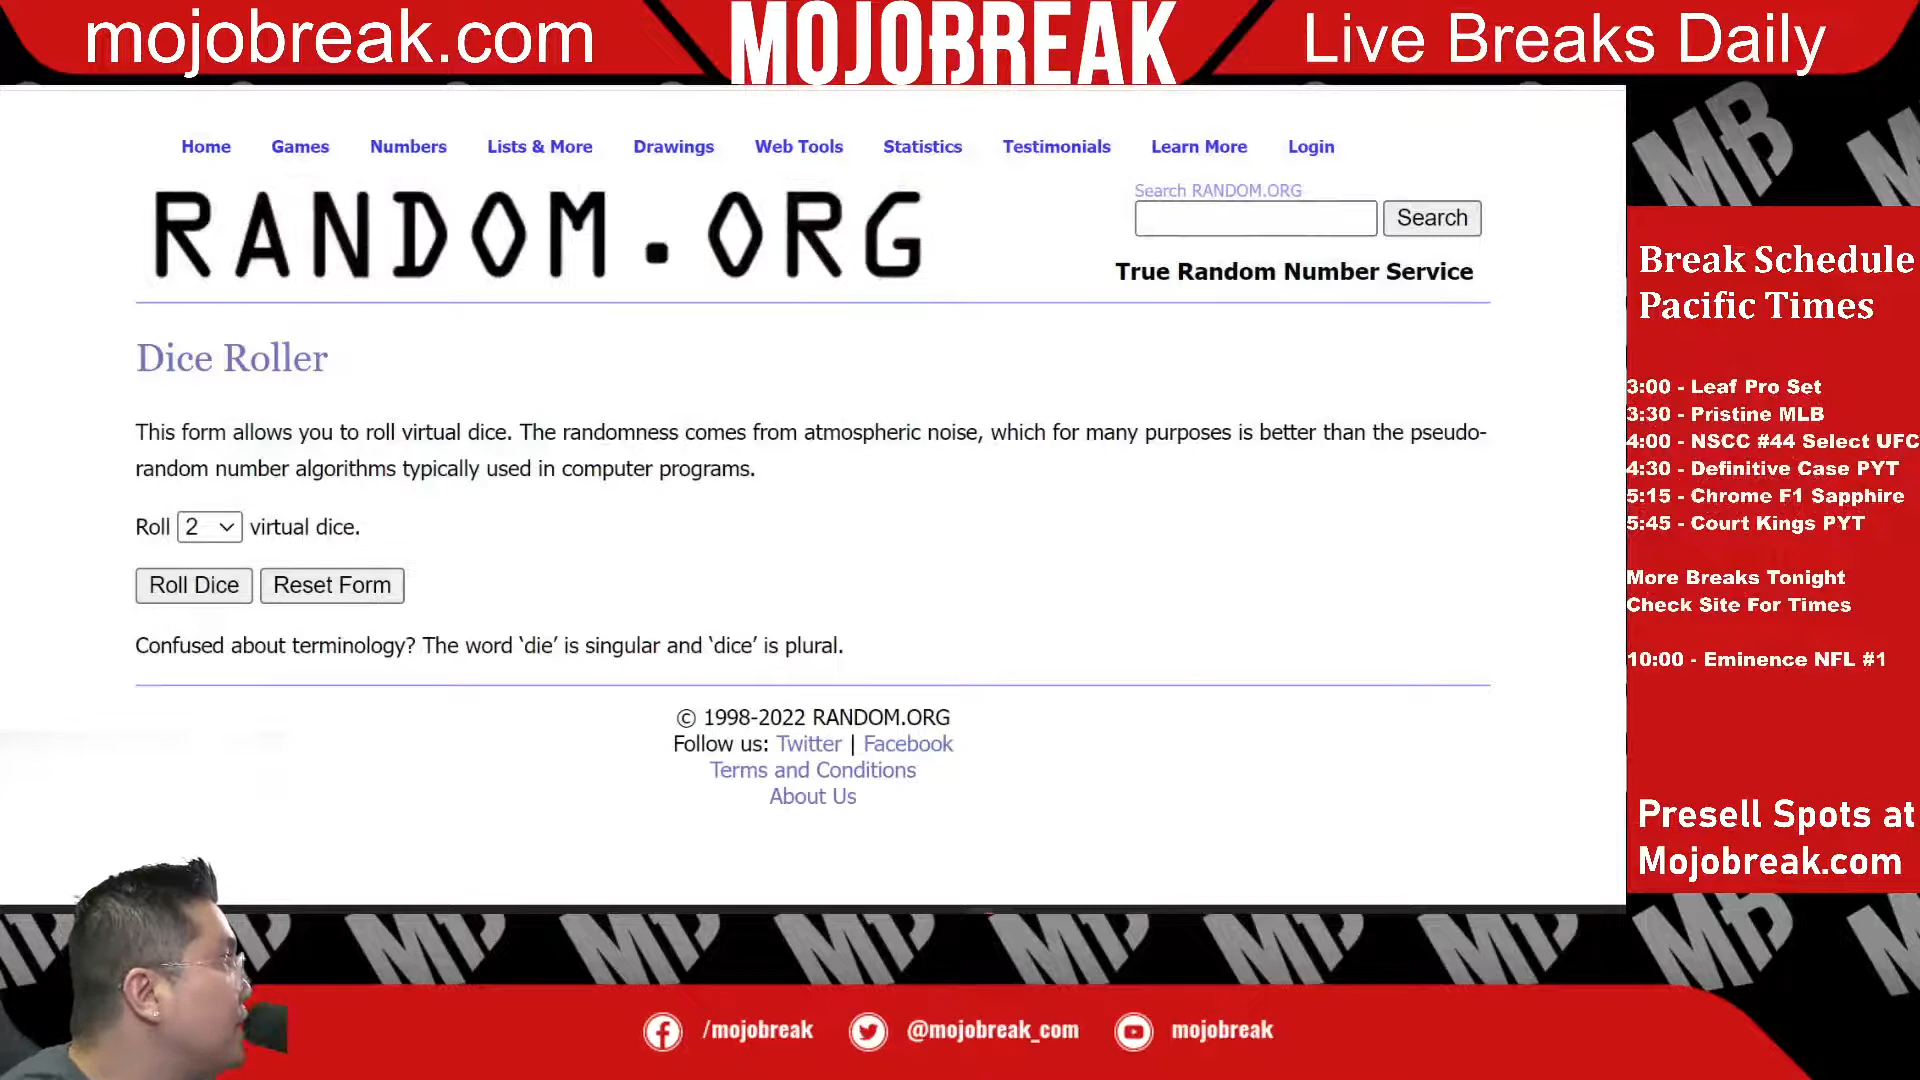 mojobreak.com
MOJOBREAK
Live Breaks Daily
Home Games Numbers Lists & More Drawings Web Tools Statistics Testimonials Learn More Login
RANDOM.ORG
Search RANDOM.ORG
Search
True Random Number Service
Dice Roller
This form allows you to roll virtual dice. The randomness comes from atmospheric noise, which for many purposes is better than the pseudo-
random number algorithms typically used in computer programs.
Roll 2 virtual dice.
Roll Dice Reset Form
Confused about terminology? The word ‘die’ is singular and ‘dice’ is plural.
© 1998-2022 RANDOM.ORG
Follow us: Twitter | Facebook
Terms and Conditions
About Us
MB
Break Schedule
Pacific Times
3:00 - Leaf Pro Set
3:30 - Pristine MLB
4:00 - NSCC #44 Select UFC
4:30 - Definitive Case PYT
5:15 - Chrome F1 Sapphire
5:45 - Court Kings PYT
More Breaks Tonight
Check Site For Times
10:00 - Eminence NFL #1
Presell Spots at
Mojobreak.com
/mojobreak @mojobreak_com mojobreak